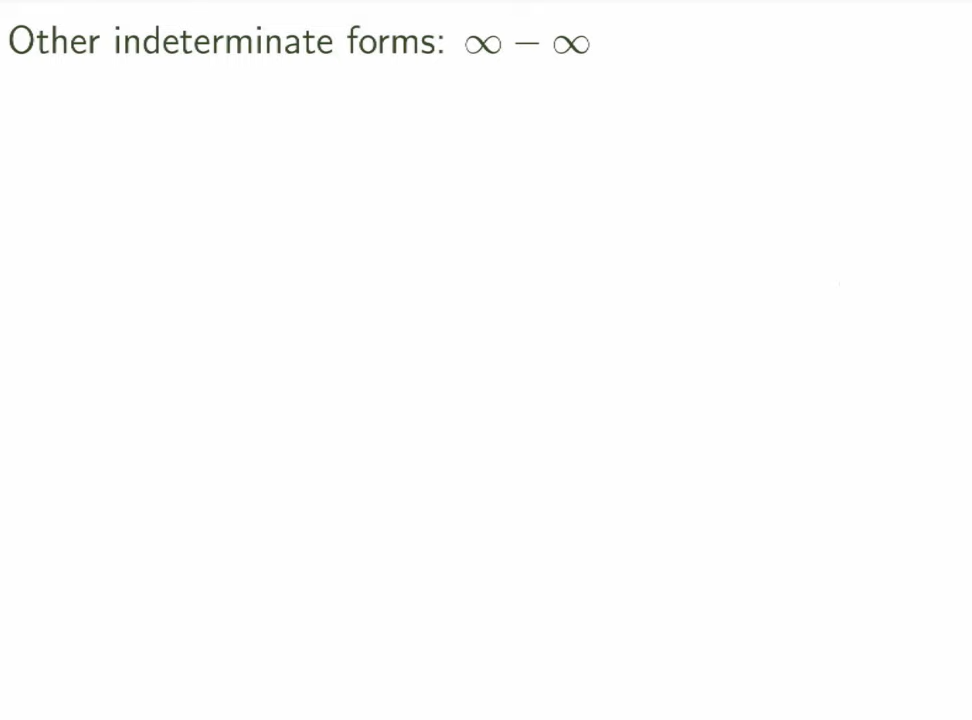 Other indeterminate forms: ∞ − ∞